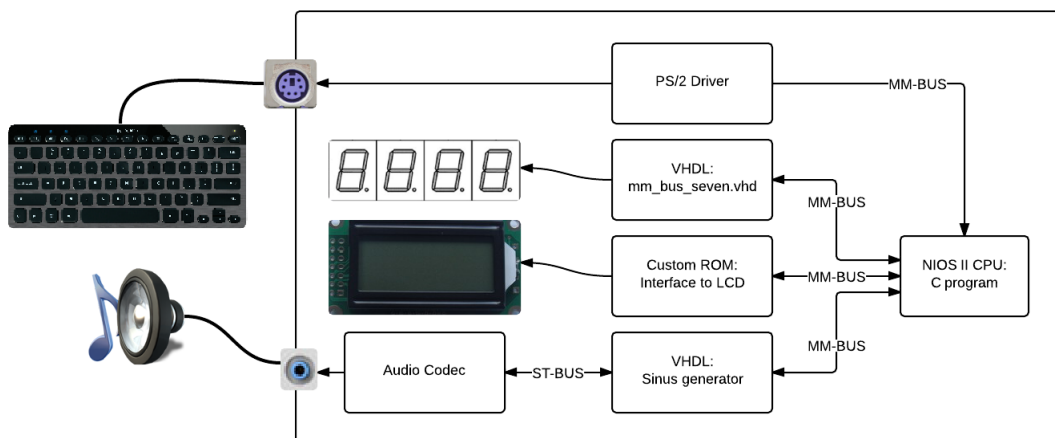 PS/2 Driver
MM-BUS
VHDL:
mm_bus_seven.vhd
MM-BUS
Custom ROM:
Interface to LCD
MM-BUS
NIOS II CPU:
C program
MM-BUS
Audio Codec
ST-BUS
VHDL:
Sinus generator